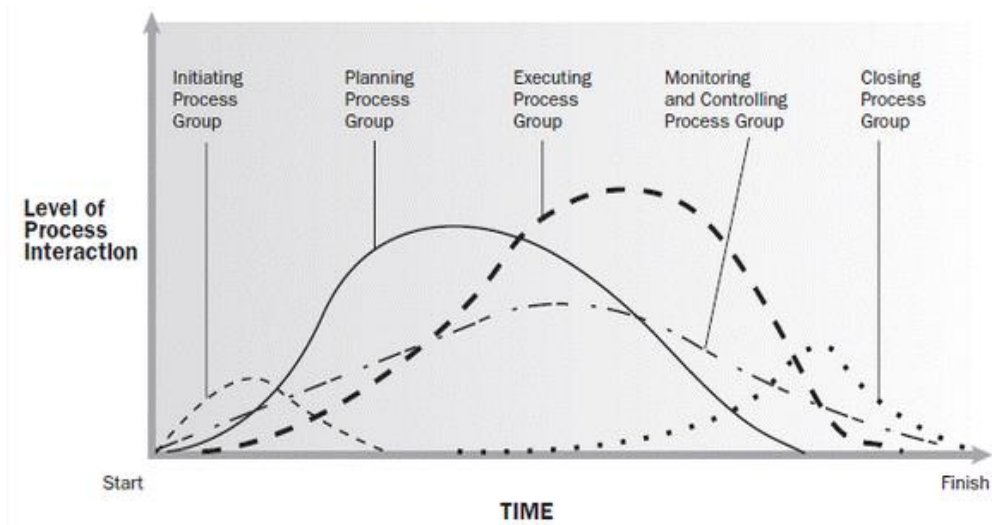 Initiating
Process
Group
Planning
Process
Group
Executing
Process
Group
Monitoring
and Controlling
Process Group
Closing
Process
Group
Level of
Process
Interaction
Start
Finish
TIME